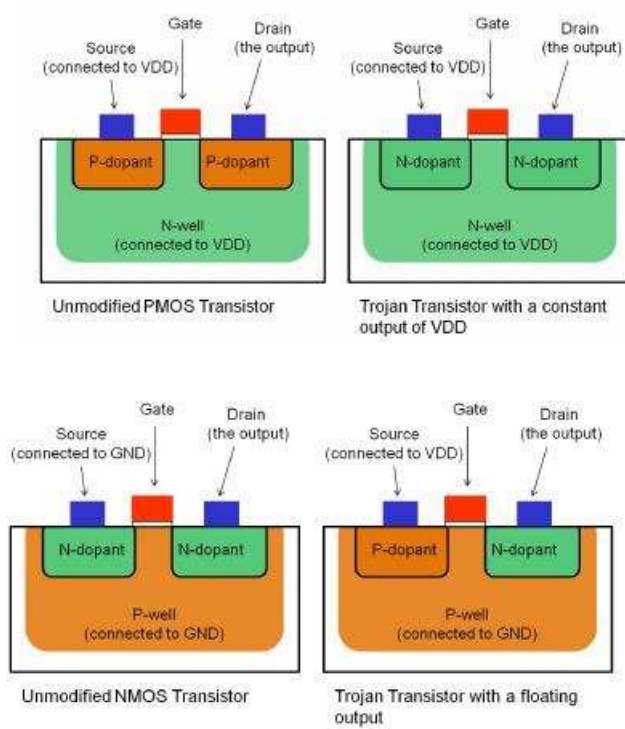 Source
(connected to VDD)
Gate
Drain
(the output)
P-dopant
P-dopant
N-well
(connected to VDD)
Unmodified PMOS Transistor
Source
(connected to VDD)
Gate
Drain
(the output)
N-dopant
N-dopant
N-well
(connected to VDD)
Trojan Transistor with a constant
output of VDD
Source
(connected to GND)
Gate
Drain
(the output)
N-dopant
N-dopant
P-well
(connected to GND)
Unmodified NMOS Transistor
Source
(connected to VDD)
Gate
Drain
(the output)
P-dopant
N-dopant
P-well
(connected to GND)
Trojan Transistor with a floating
output